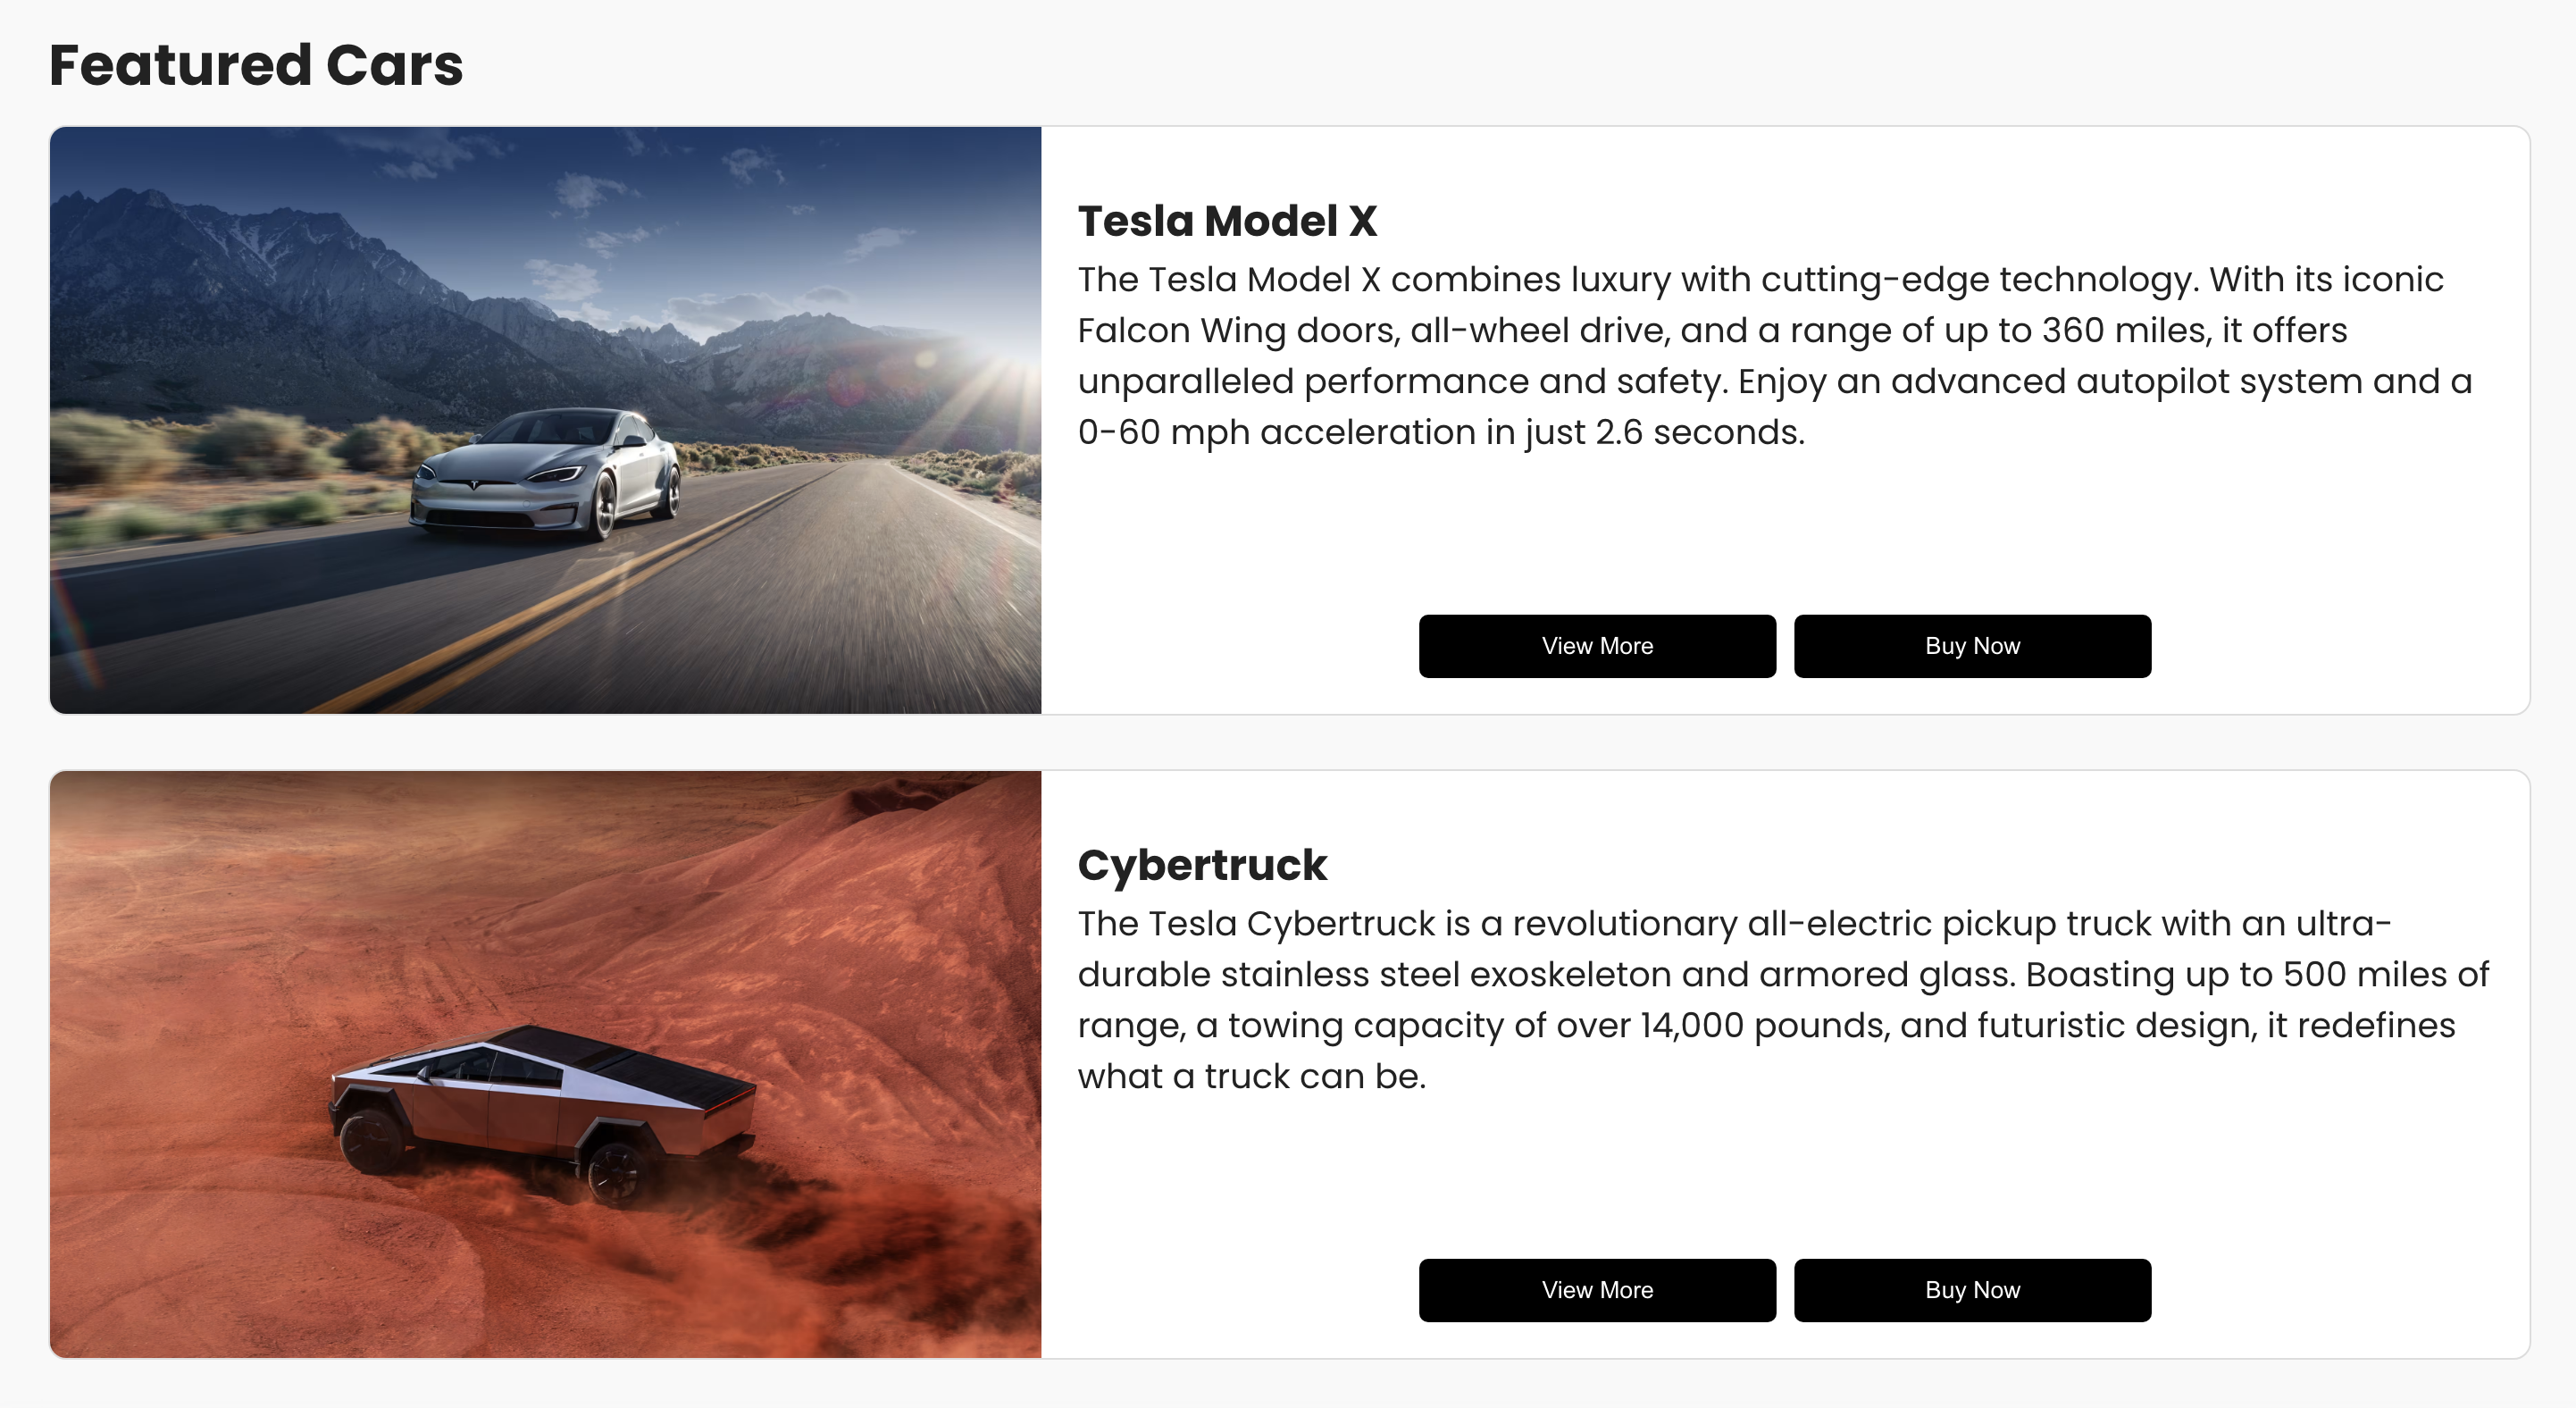 Featured Cars
Tesla Model X
The Tesla Model X combines luxury with cutting-edge technology. With its iconic
Falcon Wing doors, all-wheel drive, and a range of up to 360 miles, it offers
unparalleled performance and safety. Enjoy an advanced autopilot system and a
0-60 mph acceleration in just 2.6 seconds.
View More
Buy Now
Cybertruck
The Tesla Cybertruck is a revolutionary all-electric pickup truck with an ultra-
durable stainless steel exoskeleton and armored glass. Boasting up to 500 miles of
range, a towing capacity of over 14,000 pounds, and futuristic design, it redefines
what a truck can be.
View More
Buy Now